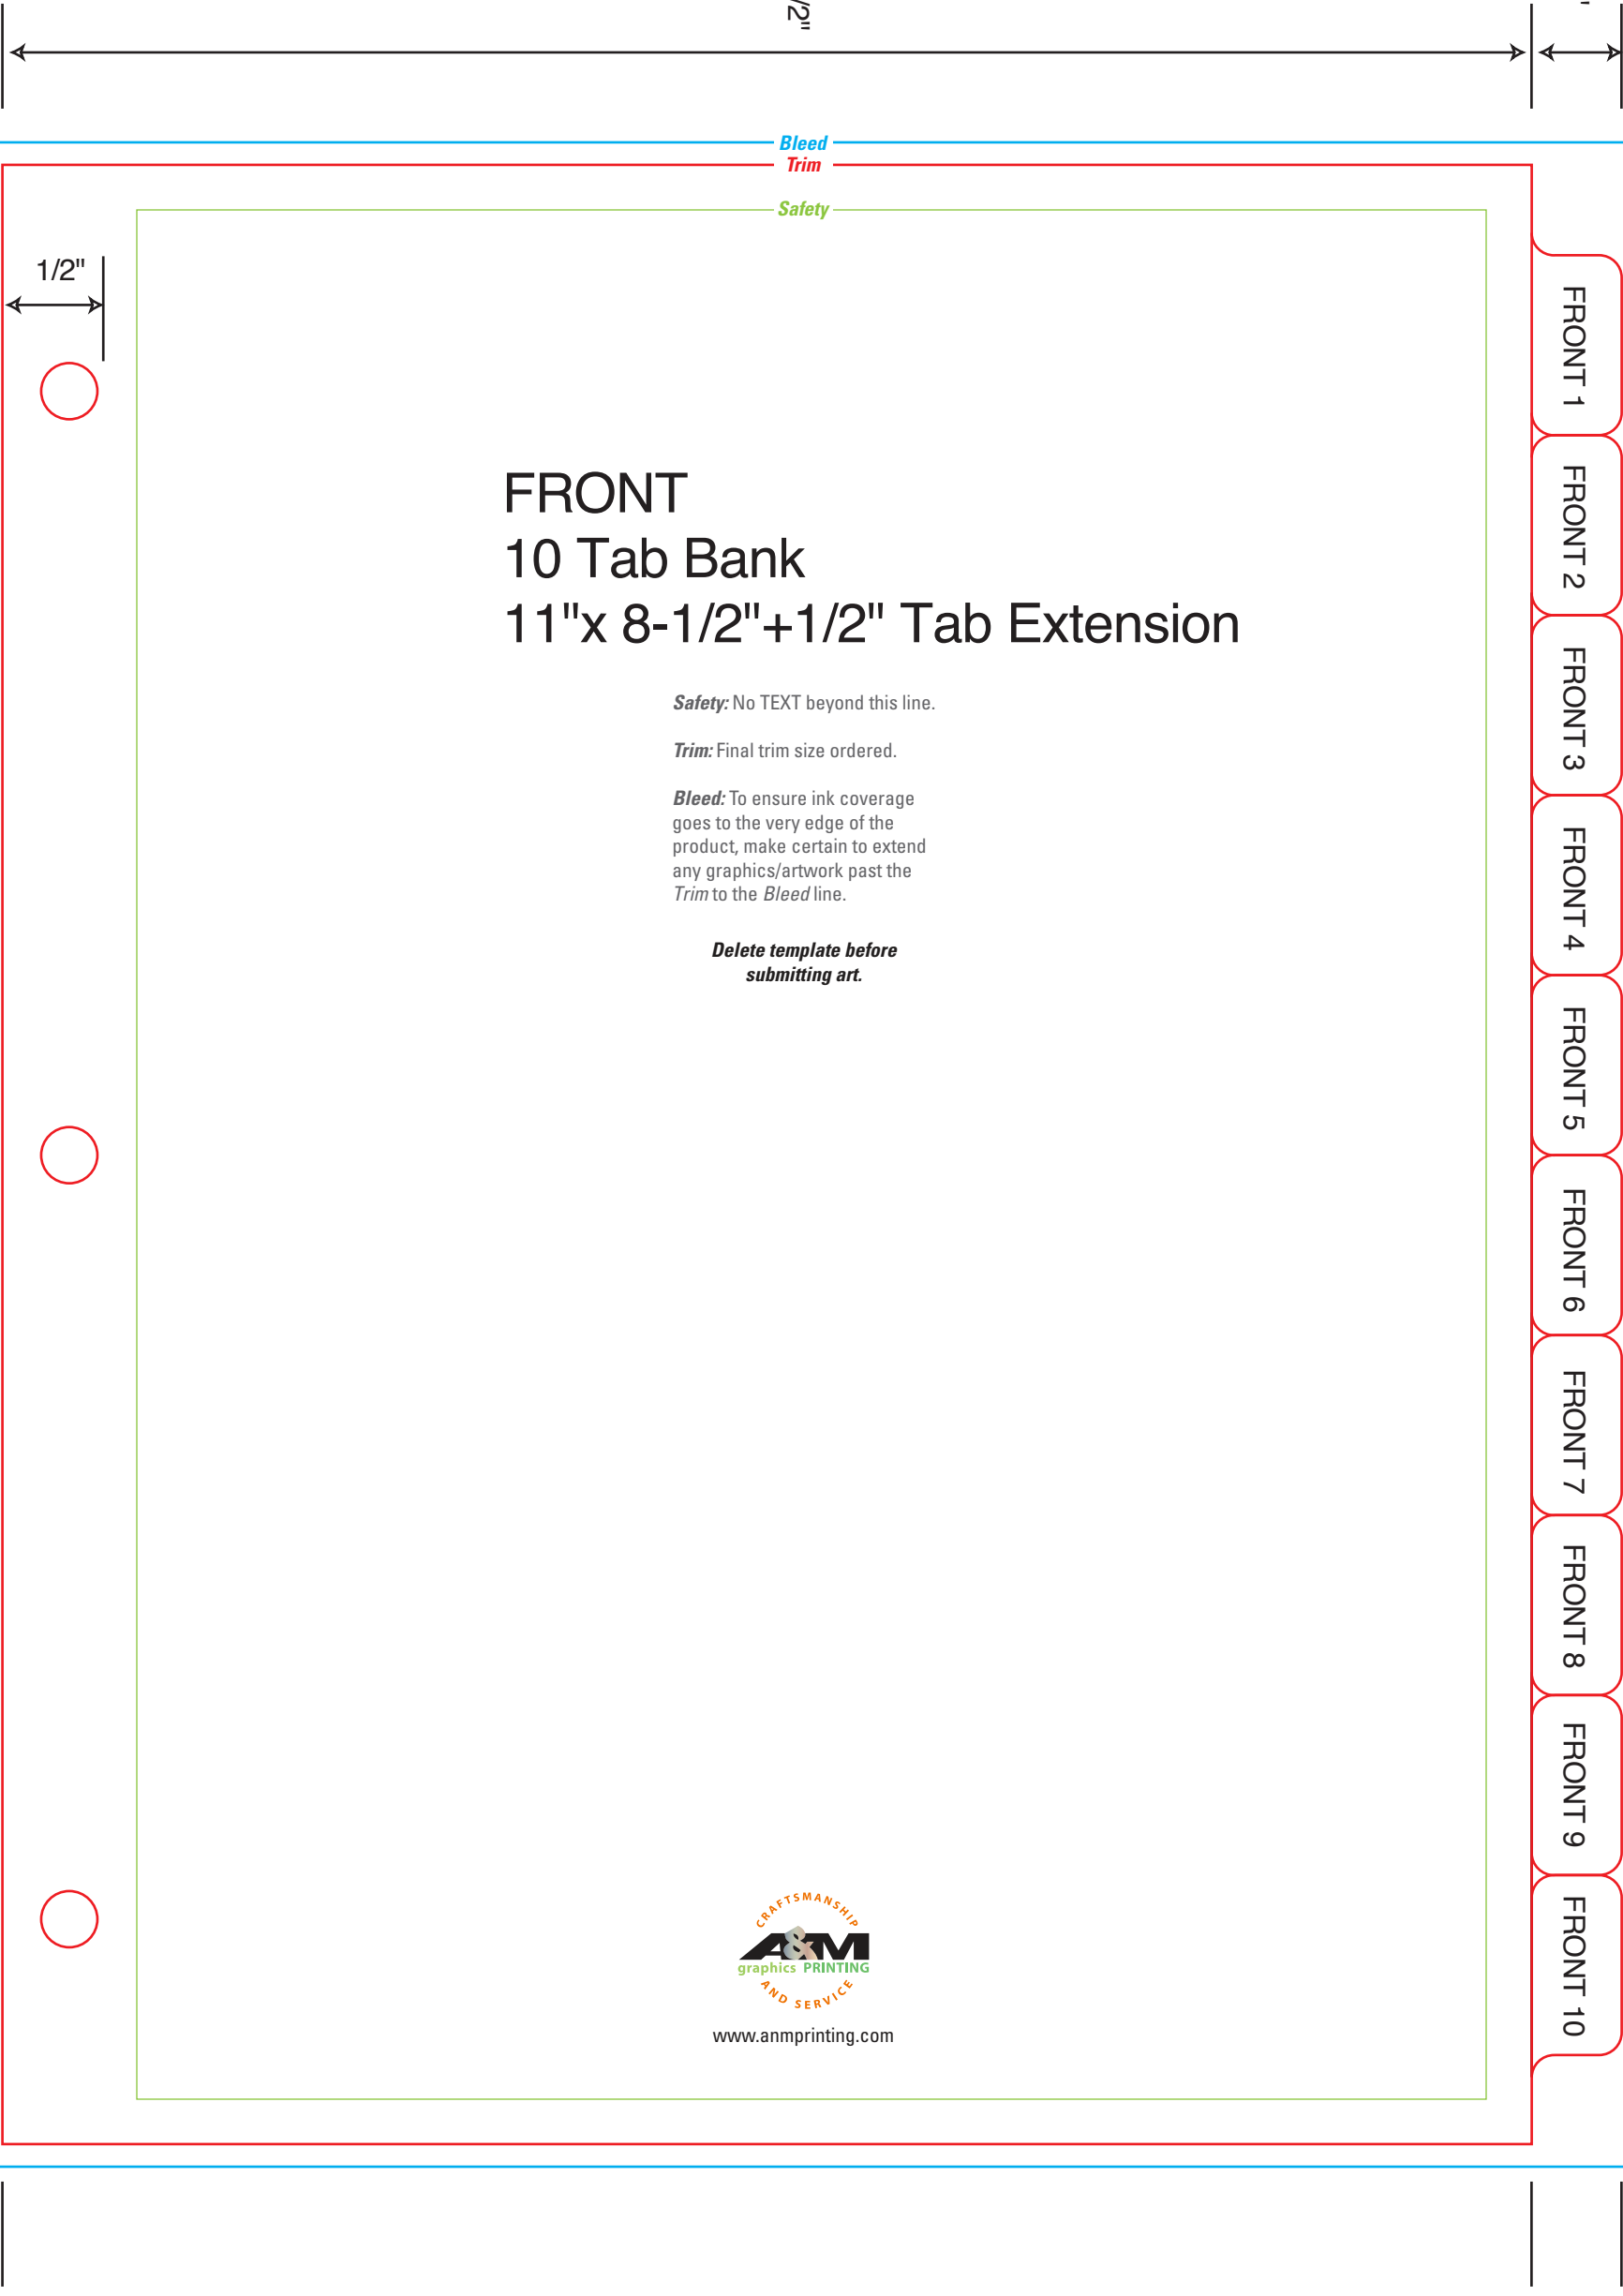 /2"
Bleed
Trim
Safety
1/2"
FRONT
10 Tab Bank
11"x 8-1/2"+1/2" Tab Extension
Safety: No TEXT beyond this line.
Trim: Final trim size ordered.
Bleed: To ensure ink coverage
goes to the very edge of the
product, make certain to extend
any graphics/artwork past the
Trim to the Bleed line.
Delete template before
submitting art.
FRONT 1
FRONT 2
FRONT 3
FRONT 4
FRONT 5
FRONT 6
FRONT 7
FRONT 8
FRONT 9
FRONT 10
CRAFTSMANSHIP
A&M
graphics PRINTING
AND SERVICE
www.anmprinting.com